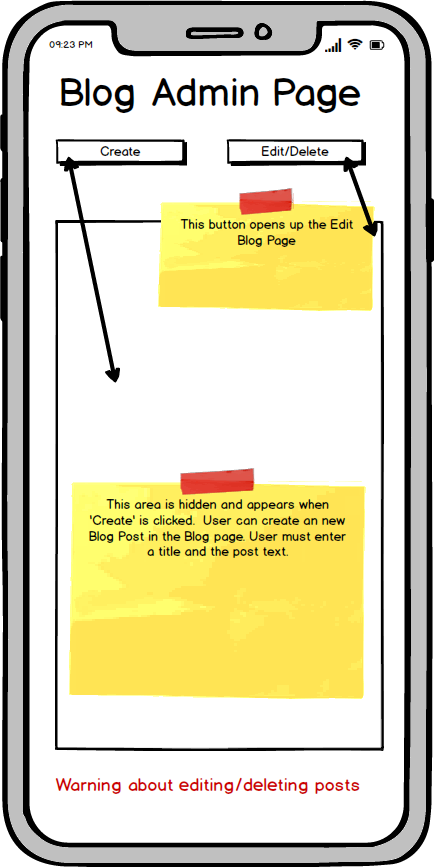 09:23 PM
Blog Admin Page
Create
Edit/Delete
This button opens up the Edit
Blog Page
This area is hidden and appears when
'Create' is clicked. User can create an new
Blog Post in the Blog page. User must enter
a title and the post text.
Warning about editing/deleting posts